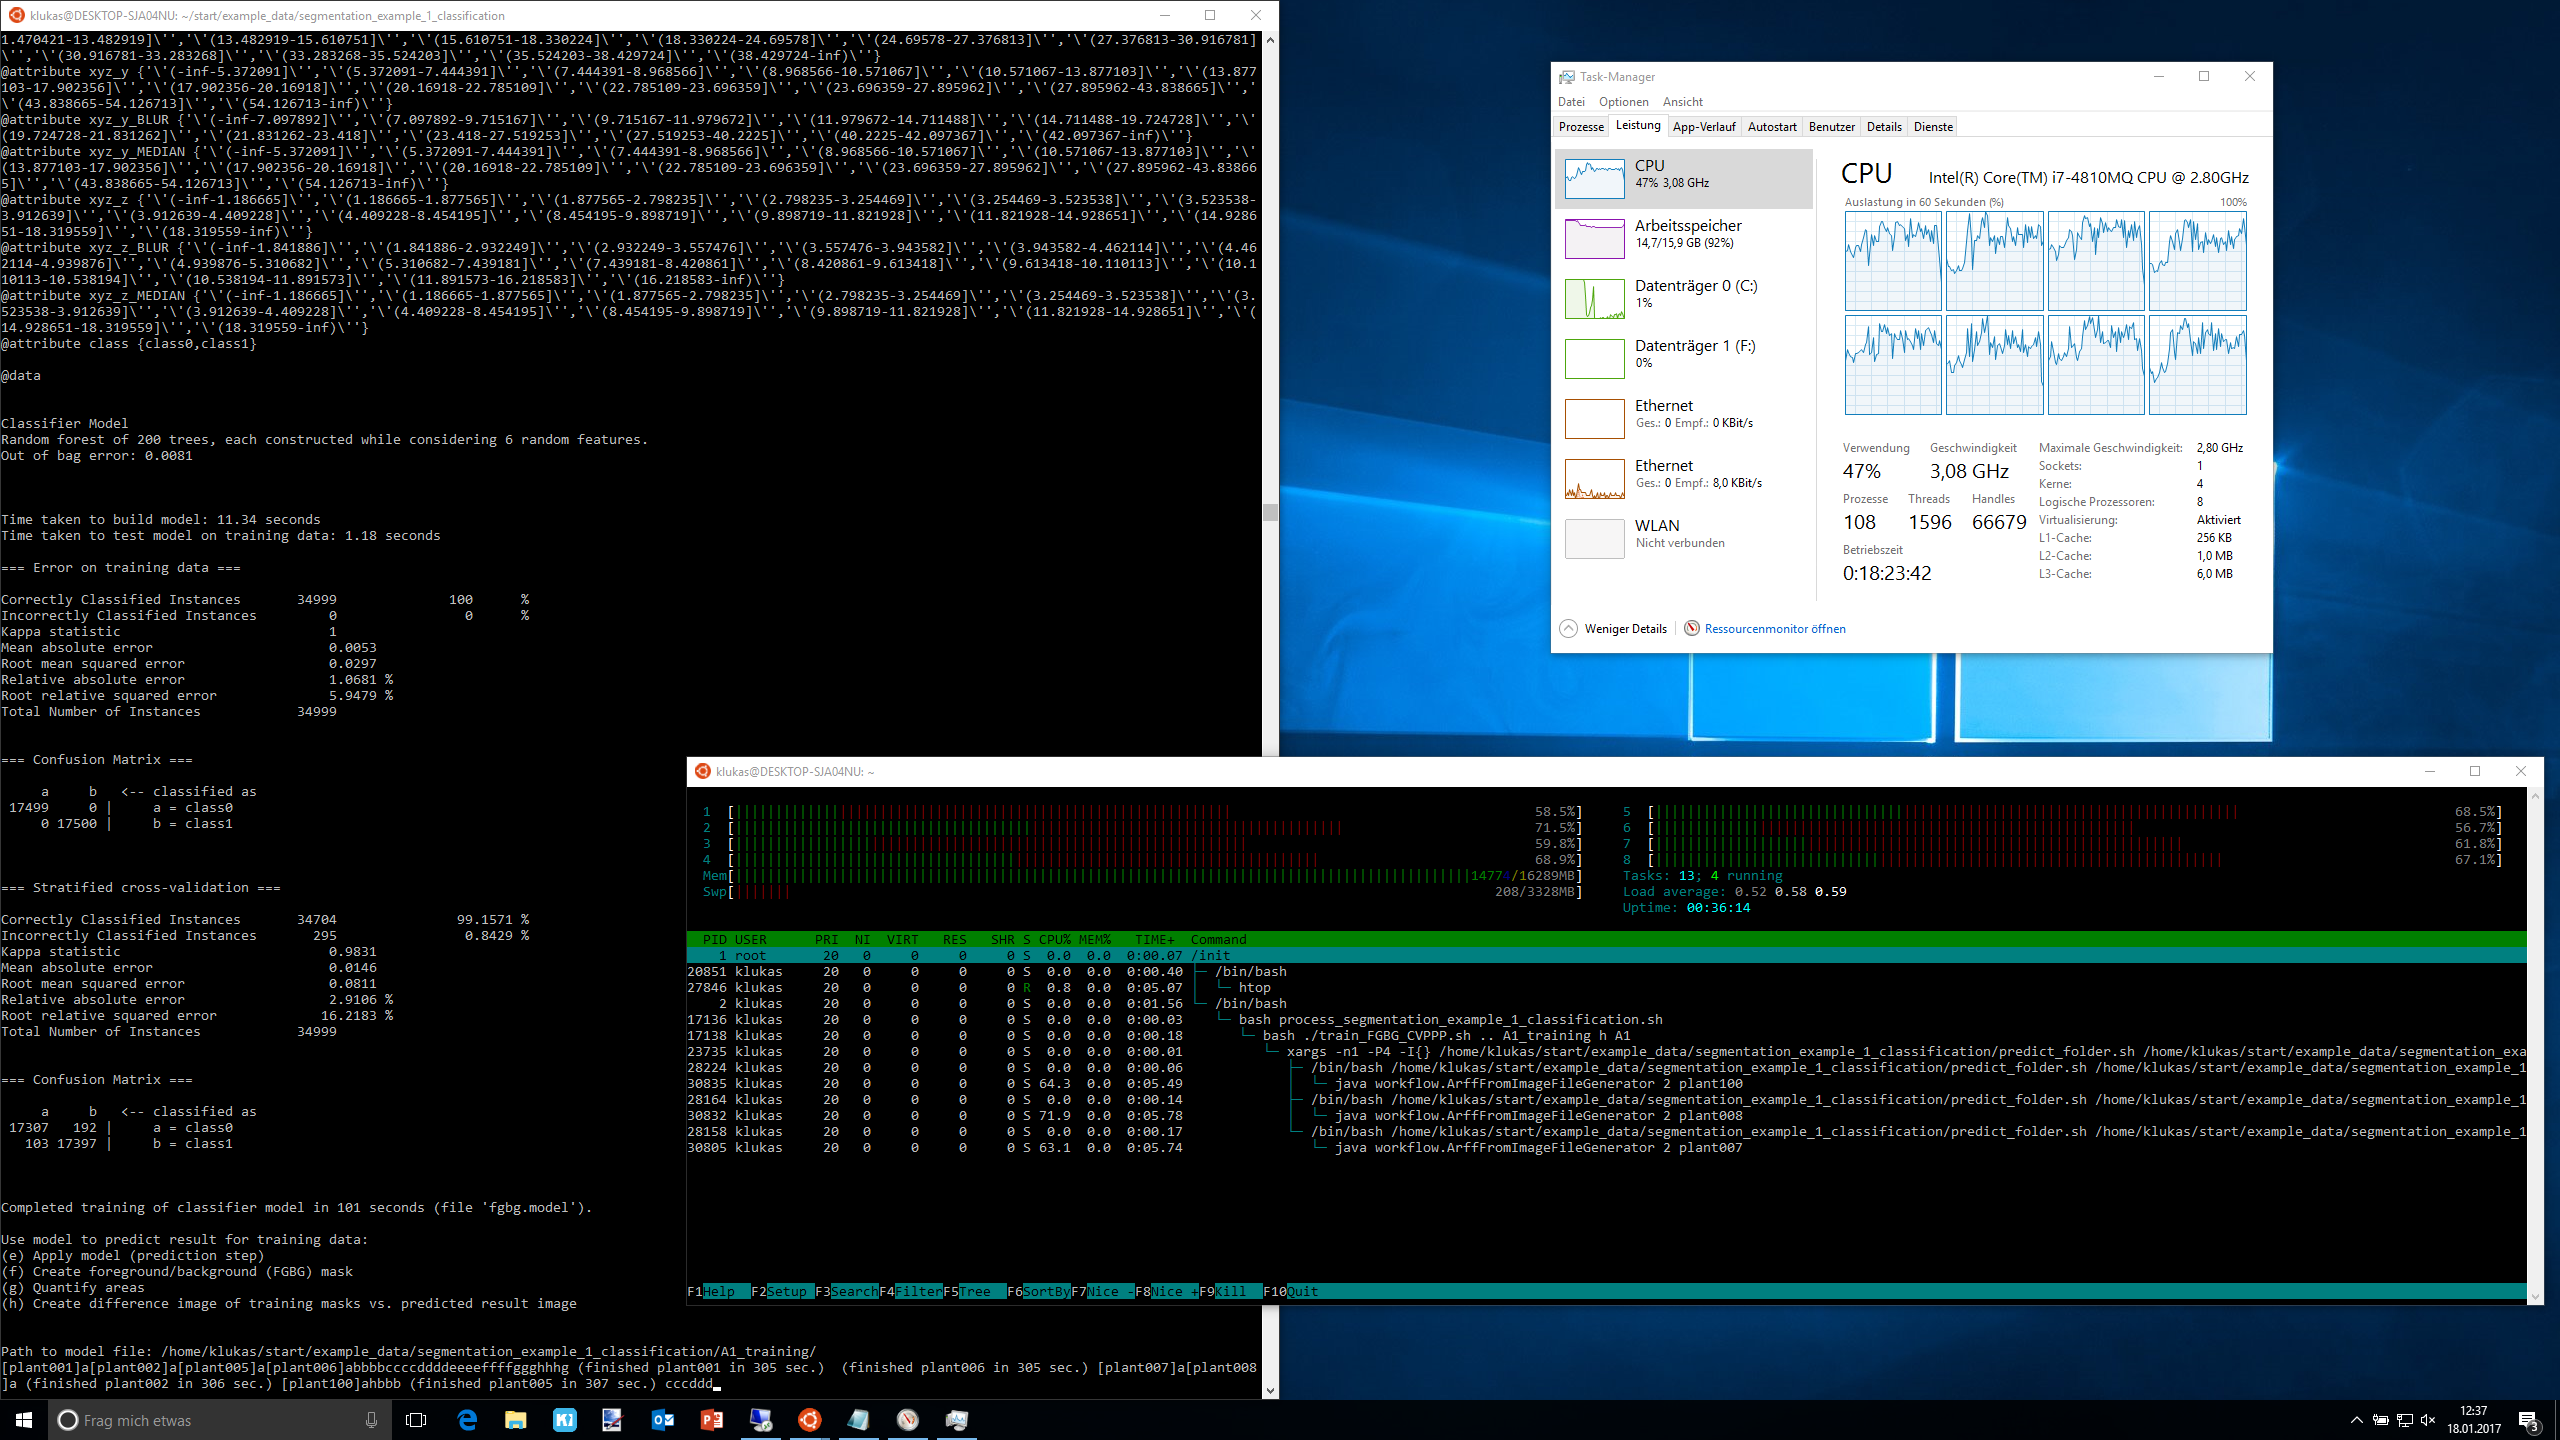 klukas@DESKTOP-SJA04NU: ~/start/example_data/segmentation_example_1_classification
1.470421-13.482919]\'','\'(13.482919-15.610751]\'','\'(15.610751-18.330224]\'','\'(18.330224-24.69578]\'','\'(24.69578-27.376813]\'','\'(27.376813-30.916781]
\'','\'(30.916781-33.283268]\'','\'(33.283268-35.524203]\'','\'(35.524203-38.429724]\'','\'(38.429724-inf)\''}
@attribute xyz_y {'\'(-inf-5.372091]\'','\'(5.372091-7.444391]\'','\'(7.444391-8.968566]\'','\'(8.968566-10.571067]\'','\'(10.571067-13.877103]\'','\'(13.877
103-17.902356]\'','\'(17.902356-20.16918]\'','\'(20.16918-22.785109]\'','\'(22.785109-23.696359]\'','\'(23.696359-27.895962]\'','\'(27.895962-43.838665]\'','\
'(43.838665-54.126713]\'','\'(54.126713-inf)\''}
@attribute xyz_y_BLUR {'\'(-inf-7.097892]\'','\'(7.097892-9.715167]\'','\'(9.715167-11.979672]\'','\'(11.979672-14.711488]\'','\'(14.711488-19.724728]\'','\'
(19.724728-21.831262]\'','\'(21.831262-23.418]\'','\'(23.418-27.519253]\'','\'(27.519253-40.2225]\'','\'(40.2225-42.097367]\'','\'(42.097367-inf)\''}
@attribute xyz_y_MEDIAN {'\'(-inf-5.372091]\'','\'(5.372091-7.444391]\'','\'(7.444391-8.968566]\'','\'(8.968566-10.571067]\'','\'(10.571067-13.877103]\'','\'
(13.877103-17.902356]\'','\'(17.902356-20.16918]\'','\'(20.16918-22.785109]\'','\'(22.785109-23.696359]\'','\'(23.696359-27.895962]\'','\'(27.895962-43.83866
5]\'','\'(43.838665-54.126713]\'','\'(54.126713-inf)\''}
@attribute xyz_z {'\'(-inf-1.186665]\'','\'(1.186665-1.877565]\'','\'(1.877565-2.798235]\'','\'(2.798235-3.254469]\'','\'(3.254469-3.523538]\'','\'(3.523538-
3.912639]\'','\'(3.912639-4.409228]\'','\'(4.409228-8.454195]\'','\'(8.454195-9.898719]\'','\'(9.898719-11.821928]\'','\'(11.821928-14.928651]\'','\'(14.9286
51-18.319559]\'','\'(18.319559-inf)\''}
@attribute xyz_z_BLUR {'\'(-inf-1.841886]\'','\'(1.841886-2.932249]\'','\'(2.932249-3.557476]\'','\'(3.557476-3.943582]\'','\'(3.943582-4.462114]\'','\'(4.46
2114-4.939876]\'','\'(4.939876-5.310682]\'','\'(5.310682-7.439181]\'','\'(7.439181-8.420861]\'','\'(8.420861-9.613418]\'','\'(9.613418-10.110113]\'','\'(10.1
10113-10.538194]\'','\'(10.538194-11.891573]\'','\'(11.891573-16.218583]\'','\'(16.218583-inf)\''}
@attribute xyz_z_MEDIAN {'\'(-inf-1.186665]\'','\'(1.186665-1.877565]\'','\'(1.877565-2.798235]\'','\'(2.798235-3.254469]\'','\'(3.254469-3.523538]\'','\'(3.
523538-3.912639]\'','\'(3.912639-4.409228]\'','\'(4.409228-8.454195]\'','\'(8.454195-9.898719]\'','\'(9.898719-11.821928]\'','\'(11.821928-14.928651]\'','\'(
14.928651-18.319559]\'','\'(18.319559-inf)\''}
@attribute class {class0,class1}
@data
Classifier Model
Random forest of 200 trees, each constructed while considering 6 random features.
Out of bag error: 0.0081
Time taken to build model: 11.34 seconds
Time taken to test model on training data: 1.18 seconds
=== Error on training data ===
Correctly Classified Instances 34999 100 %
Incorrectly Classified Instances 0 0 %
Kappa statistic 1
Mean absolute error 0.0053
Root mean squared error 0.0297
Relative absolute error 1.0681 %
Root relative squared error 5.9479 %
Total Number of Instances 34999
=== Confusion Matrix ===
a b <-- classified as
17499 0 | a = class0
0 17500 | b = class1
=== Stratified cross-validation ===
Correctly Classified Instances 34704 99.1571 %
Incorrectly Classified Instances 295 0.8429 %
Kappa statistic 0.9831
Mean absolute error 0.0146
Root mean squared error 0.0811
Relative absolute error 2.9106 %
Root relative squared error 16.2183 %
Total Number of Instances 34999
=== Confusion Matrix ===
a b <-- classified as
17307 192 | a = class0
103 17397 | b = class1
Completed training of classifier model in 101 seconds (file 'fgbg.model').
Use model to predict result for training data:
(e) Apply model (prediction step)
(f) Create foreground/background (FGBG) mask
(g) Quantify areas
(h) Create difference image of training masks vs. predicted result image
Path to model file: /home/klukas/start/example_data/segmentation_example_1_classification/A1_training/
[plant001]a[plant002]a[plant005]a[plant006]abbbbccccddddeeeeffffggghhhg (finished plant001 in 305 sec.)  (finished plant006 in 305 sec.) [plant007]a[plant008
]a (finished plant002 in 306 sec.) [plant100]ahbbb (finished plant005 in 307 sec.) cccddd
Task-Manager
Datei Optionen Ansicht
Prozesse Leistung App-Verlauf Autostart Benutzer Details Dienste
CPU
47% 3,08 GHz
Arbeitsspeicher
14,7/15,9 GB (92%)
Datenträger 0 (C:)
1%
Datenträger 1 (F:)
0%
Ethernet
Ges.: 0 Empf.: 0 KBit/s
Ethernet
Ges.: 0 Empf.: 8,0 KBit/s
WLAN
Nicht verbunden
CPU Intel(R) Core(TM) i7-4810MQ CPU @ 2.80GHz
Auslastung in 60 Sekunden (%) 100%
Verwendung Geschwindigkeit
47% 3,08 GHz
Prozesse Threads Handles
108 1596 66679
Betriebszeit
0:18:23:42
Maximale Geschwindigkeit: 2,80 GHz
Sockets: 1
Kerne: 4
Logische Prozessoren: 8
Virtualisierung: Aktiviert
L1-Cache: 256 KB
L2-Cache: 1,0 MB
L3-Cache: 6,0 MB
Weniger Details Ressourcenmonitor öffnen
klukas@DESKTOP-SJA04NU: ~
1 [ 58.5%] 5 [ 68.5%]
2 [ 71.5%] 6 [ 56.7%]
3 [ 59.8%] 7 [ 61.8%]
4 [ 68.9%] 8 [ 67.1%]
Mem[ 14774/16289MB] Tasks: 13; 4 running
Swp[ 208/3328MB] Load average: 0.52 0.58 0.59
Uptime: 00:36:14
PID USER PRI NI VIRT RES SHR S CPU% MEM% TIME+ Command
1 root 20 0 0 0 0 S 0.0 0.0 0:00.07 /init
20851 klukas 20 0 0 0 0 S 0.0 0.0 0:00.40 /bin/bash
27846 klukas 20 0 0 0 0 R 0.8 0.0 0:05.07 htop
2 klukas 20 0 0 0 0 S 0.0 0.0 0:01.56 /bin/bash
17136 klukas 20 0 0 0 0 S 0.0 0.0 0:00.03 bash process_segmentation_example_1_classification.sh
17138 klukas 20 0 0 0 0 S 0.0 0.0 0:00.18 bash ./train_FGBG_CVPPP.sh .. A1_training h A1
23735 klukas 20 0 0 0 0 S 0.0 0.0 0:00.01 xargs -n1 -P4 -I{} /home/klukas/start/example_data/segmentation_example_1_classification/predict_folder.sh /home/klukas/start/example_data/segmentation_exa
28224 klukas 20 0 0 0 0 S 0.0 0.0 0:00.06 /bin/bash /home/klukas/start/example_data/segmentation_example_1_classification/predict_folder.sh /home/klukas/start/example_data/segmentation_example_1
30835 klukas 20 0 0 0 0 S 64.3 0.0 0:05.49 java workflow.ArffFromImageFileGenerator 2 plant100
28164 klukas 20 0 0 0 0 S 0.0 0.0 0:00.14 /bin/bash /home/klukas/start/example_data/segmentation_example_1_classification/predict_folder.sh /home/klukas/start/example_data/segmentation_example_1
30832 klukas 20 0 0 0 0 S 71.9 0.0 0:05.78 java workflow.ArffFromImageFileGenerator 2 plant008
28158 klukas 20 0 0 0 0 S 0.0 0.0 0:00.17 /bin/bash /home/klukas/start/example_data/segmentation_example_1_classification/predict_folder.sh /home/klukas/start/example_data/segmentation_example_1
30805 klukas 20 0 0 0 0 S 63.1 0.0 0:05.74 java workflow.ArffFromImageFileGenerator 2 plant007
F1Help F2Setup F3SearchF4FilterF5Tree F6SortByF7Nice -F8Nice +F9Kill F10Quit
Frag mich etwas
12:37
18.01.2017
3